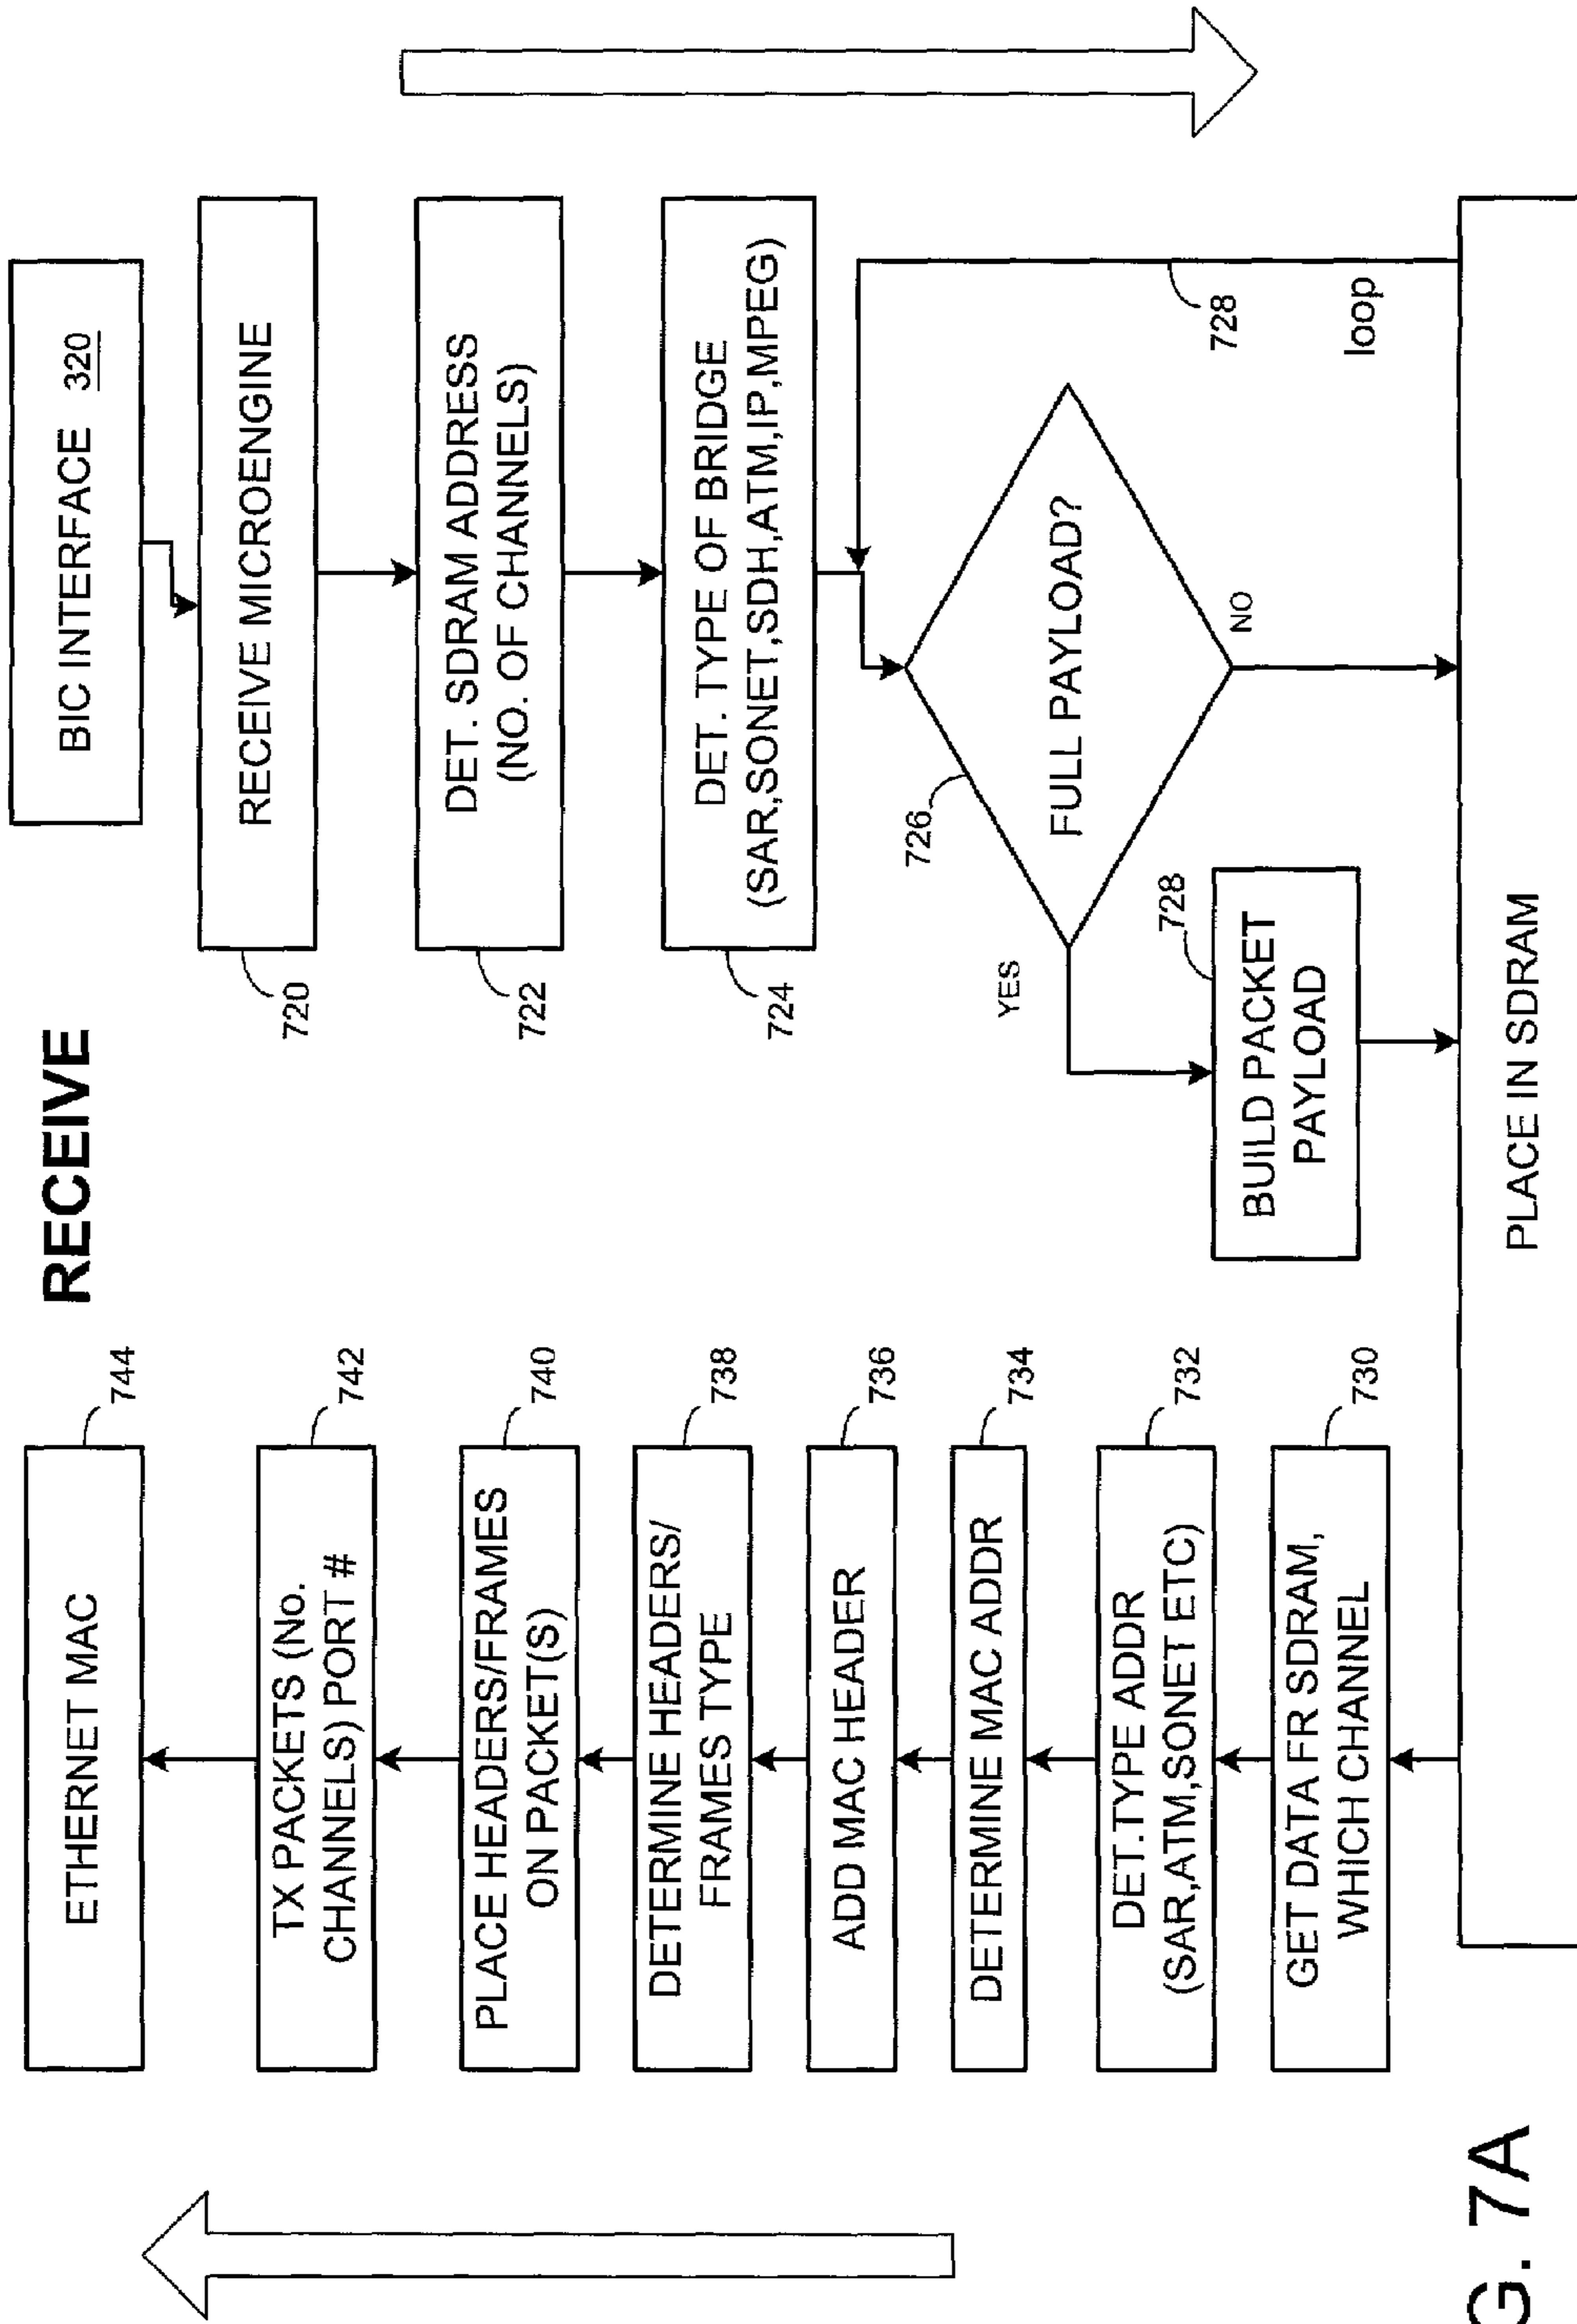 RECEIVE
BIC INTERFACE 320
RECEIVE MICROENGINE
720
DET. SDRAM ADDRESS
(NO. OF CHANNELS)
722
DET. TYPE OF BRIDGE
(SAR,SONET,SDH,ATM,IP,MPEG)
724
FULL PAYLOAD?
726
YES
NO
728
loop
BUILD PACKET
PAYLOAD
728
PLACE IN SDRAM
ETHERNET MAC
744
TX PACKETS (No.
CHANNELS) PORT #
742
PLACE HEADERS/FRAMES
ON PACKET(S)
740
DETERMINE HEADERS/
FRAMES TYPE
738
ADD MAC HEADER
736
DETERMINE MAC ADDR
734
DET.TYPE ADDR
(SAR,ATM,SONET ETC)
732
GET DATA FR SDRAM,
WHICH CHANNEL
730
G. 7A